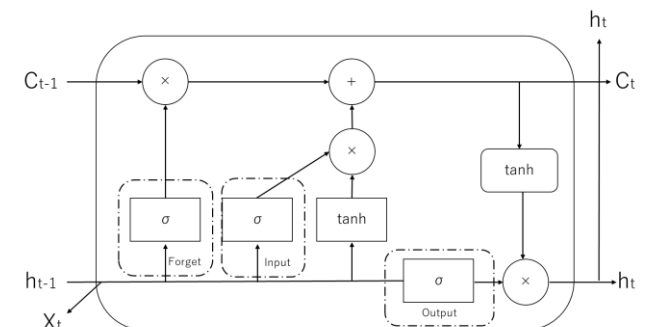 hₜ
Cₜ₋₁ × + Cₜ
×
tanh
σ σ tanh
Forget Input
hₜ₋₁ σ × hₜ
Output
Xₜ